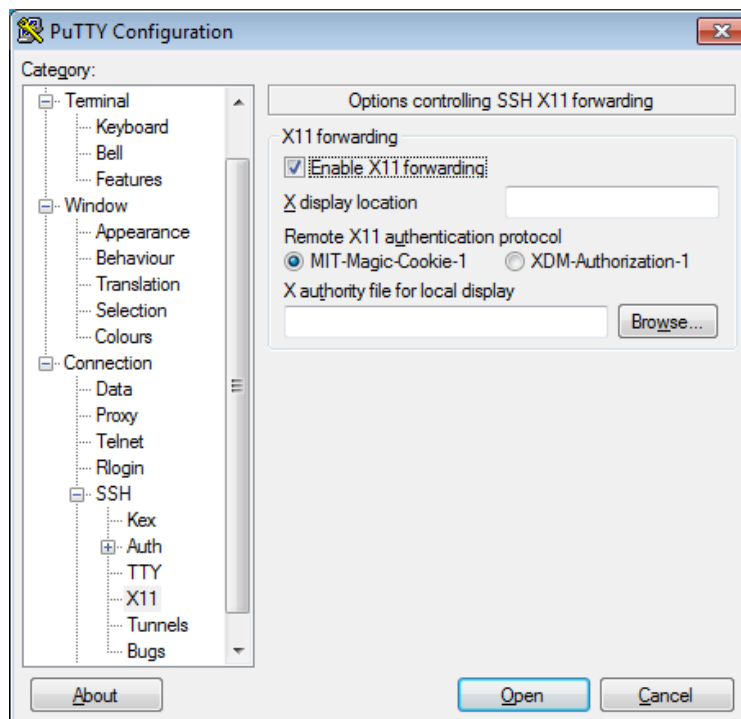 PuTTY Configuration
Category:
Terminal
Keyboard
Bell
Features
Window
Appearance
Behaviour
Translation
Selection
Colours
Connection
Data
Proxy
Telnet
Rlogin
SSH
Kex
Auth
TTY
X11
Tunnels
Bugs
Options controlling SSH X11 forwarding
X11 forwarding
Enable X11 forwarding
X display location
Remote X11 authentication protocol
MIT-Magic-Cookie-1 XDM-Authorization-1
X authority file for local display
Browse...
About Open Cancel